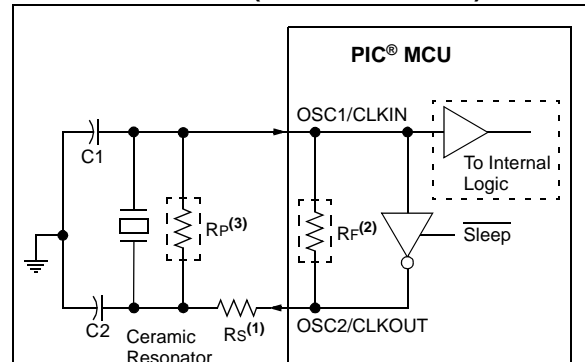 PIC® MCU
OSC1/CLKIN
C1
To Internal
Logic
RP(3)
RF(2)
Sleep
C2
Ceramic
Resonator
RS(1)
OSC2/CLKOUT